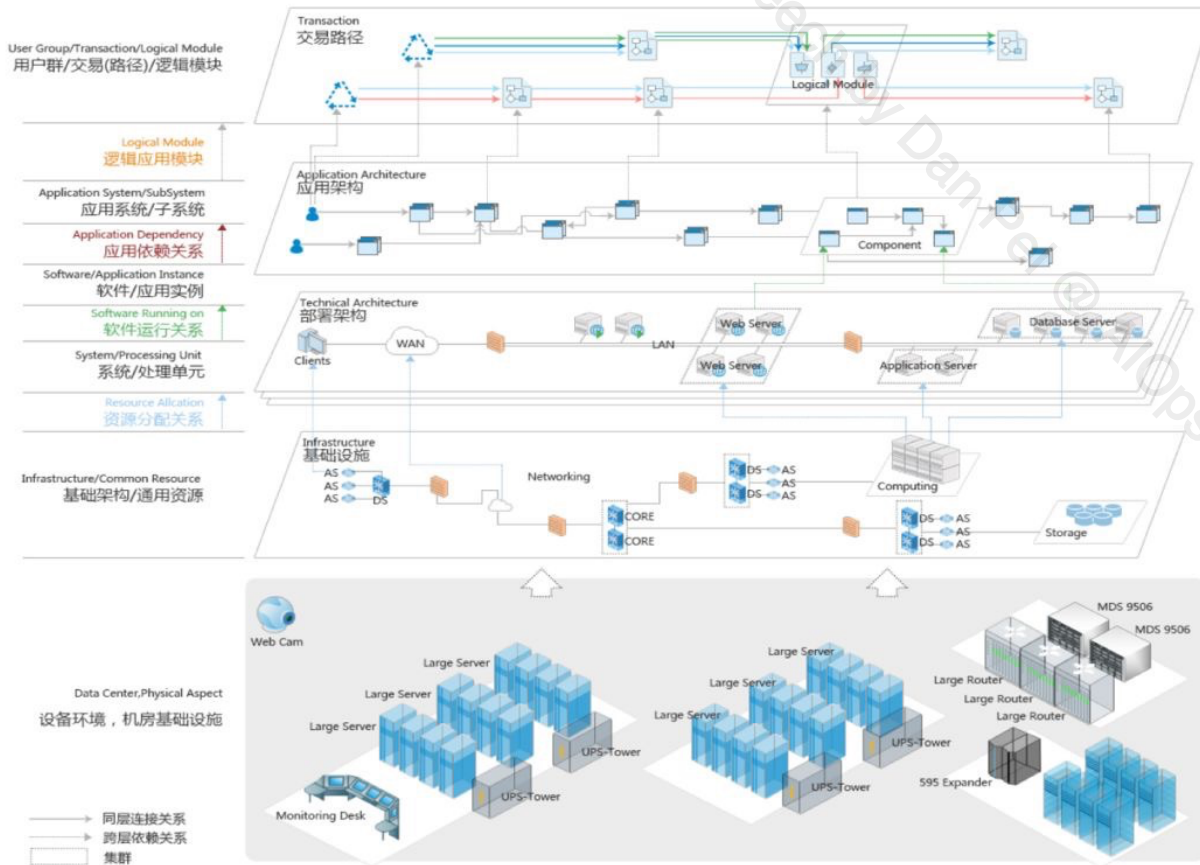 User Group/Transaction/Logical Module
用户群/交易(路径)/逻辑模块
Logical Module
逻辑应用模块
Application System/SubSystem
应用系统/子系统
Application Dependency
应用依赖关系
Software/Application Instance
软件/应用实例
Software Running on
软件运行关系
System/Processing Unit
系统/处理单元
Resource Allcation
资源分配关系
Infrastructure/Common Resource
基础架构/通用资源
Data Center,Physical Aspect
设备环境，机房基础设施
同层连接关系
跨层依赖关系
集群
Transaction
交易路径
Logical Module
Application Architecture
应用架构
Component
Technical Architecture
部署架构
Clients
WAN
LAN
Web Server
Web Server
Database Server
Application Server
Infrastructure
基础设施
AS
AS
AS
DS
Networking
DS
AS
AS
DS
AS
Computing
CORE
CORE
DS
AS
AS
DS
AS
Storage
Web Cam
Large Server
Large Server
Large Server
UPS-Tower
UPS-Tower
Monitoring Desk
Large Server
Large Server
Large Server
UPS-Tower
UPS-Tower
MDS 9506
MDS 9506
Large Router
Large Router
Large Router
595 Expander
by DanPer @AIOps